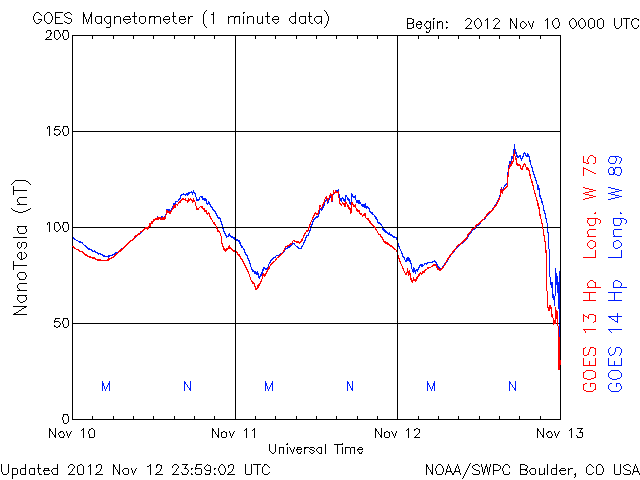 GOES Magnetometer (1 minute data)
Begin: 2012 Nov 10 0000 UTC
200
150
100
50
0
NanoTesla (nT)
M N M N M N
Nov 10 Nov 11 Nov 12 Nov 13
Universal Time
GOES 13 Hp Long. W 75
GOES 14 Hp Long. W 89
Updated 2012 Nov 12 23:59:02 UTC
NOAA/SWPC Boulder, CO USA